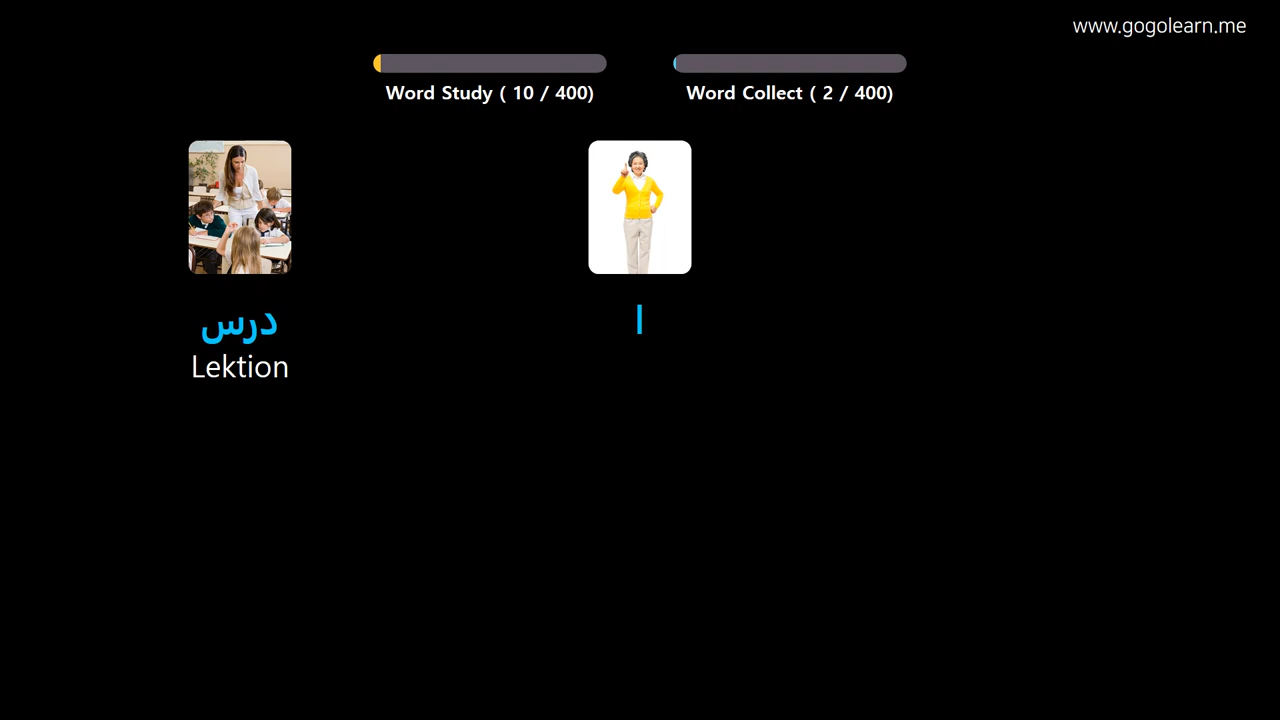 www.gogolearn.me
Word Study ( 10 / 400)
Word Collect ( 2 / 400)
درس
Lektion
ا